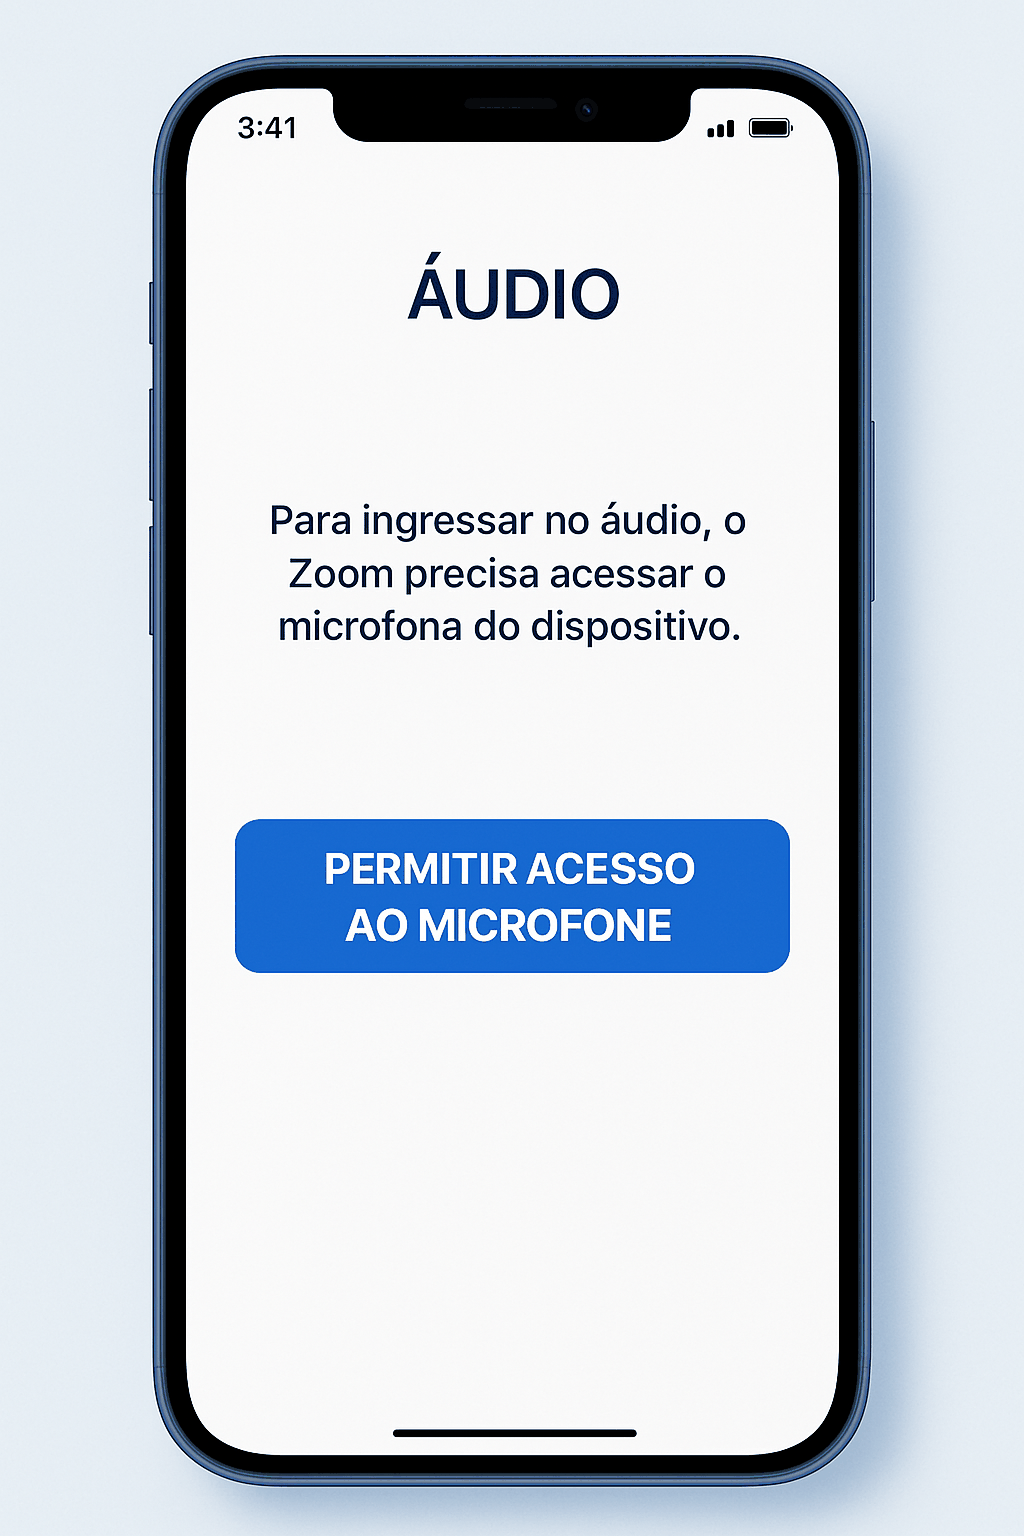 3:41
ÁUDIO
Para ingressar no áudio, o
Zoom precisa acessar o
microfona do dispositivo.
PERMITIR ACESSO
AO MICROFONE